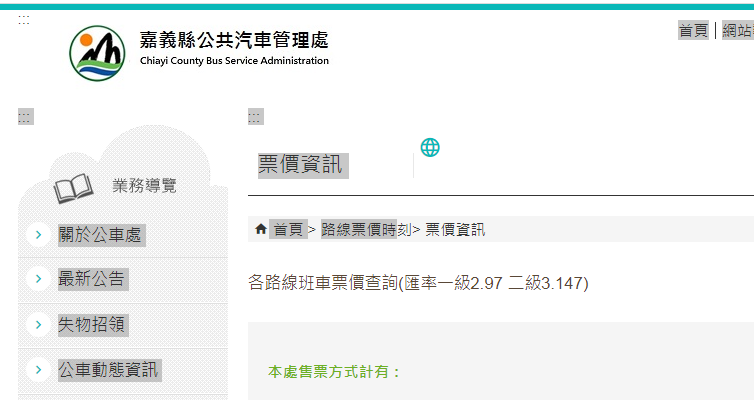 :::
嘉義縣公共汽車管理處
Chiayi County Bus Service Administration
首頁 | 網站
:::
業務導覽
關於公車處
最新公告
失物招領
公車動態資訊
:::
票價資訊
首頁 > 路線票價時刻> 票價資訊
各路線班車票價查詢(匯率一級2.97 二級3.147)
本處售票方式計有：